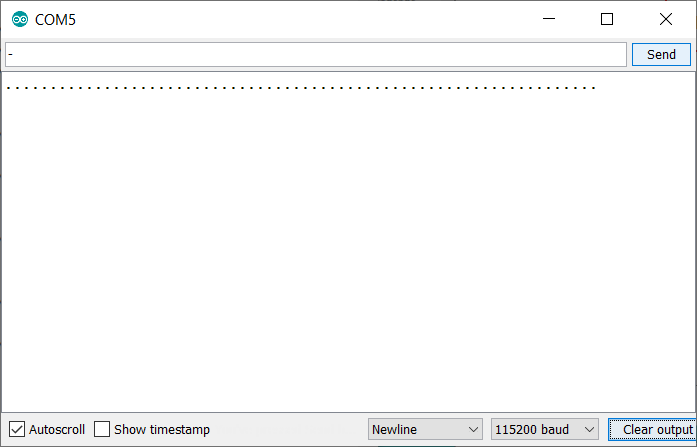 COM5
-
Send
..................................................................
Autoscroll
Show timestamp
Newline
115200 baud
Clear output